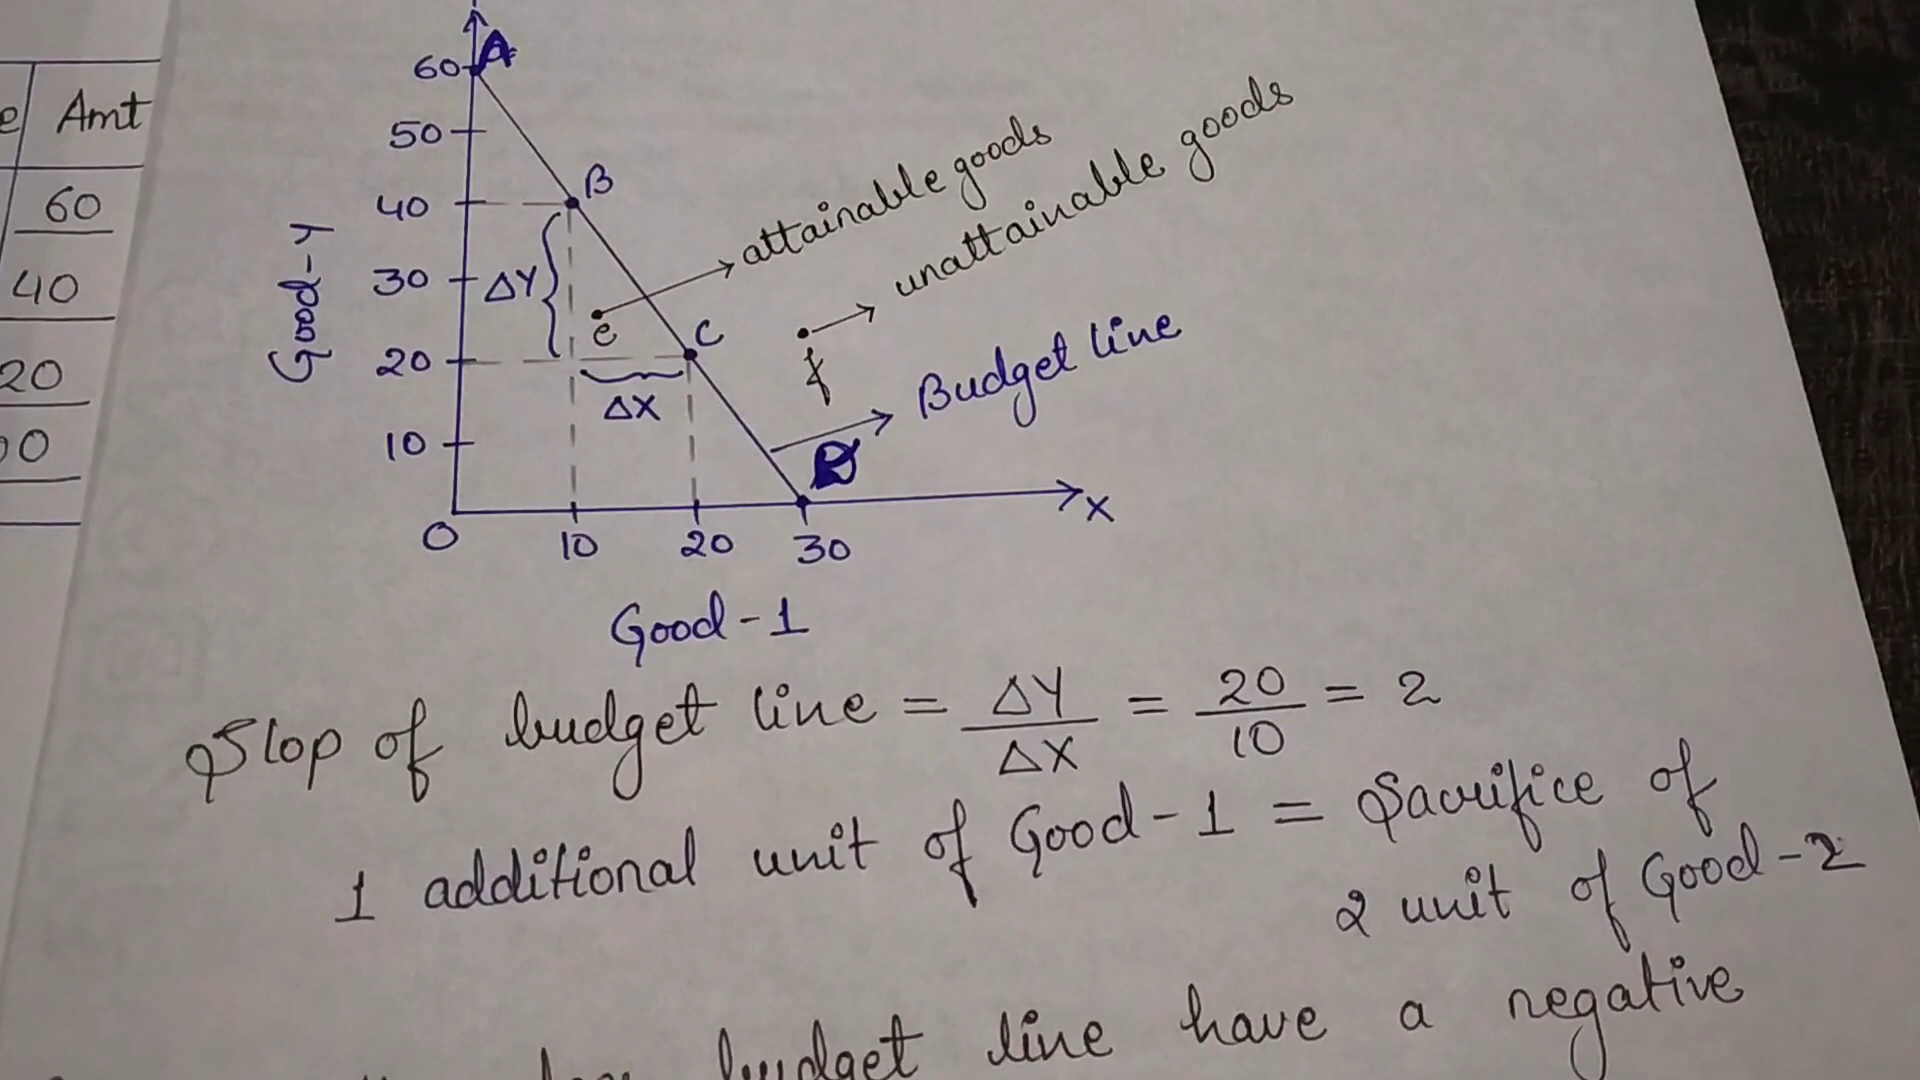 Amt
60
40
20
60 A
50
B
40
Good-Y
30
ΔY
attainable goods
unattainable goods
e
C
f
20
Budget line
ΔX
10
O
10
20
30
X
Good-1
Slop of budget line = ΔY/ΔX = 20/10 = 2
1 additional unit of Good-1 = Sacrifice of
2 unit of Good-2
budget line have a negative